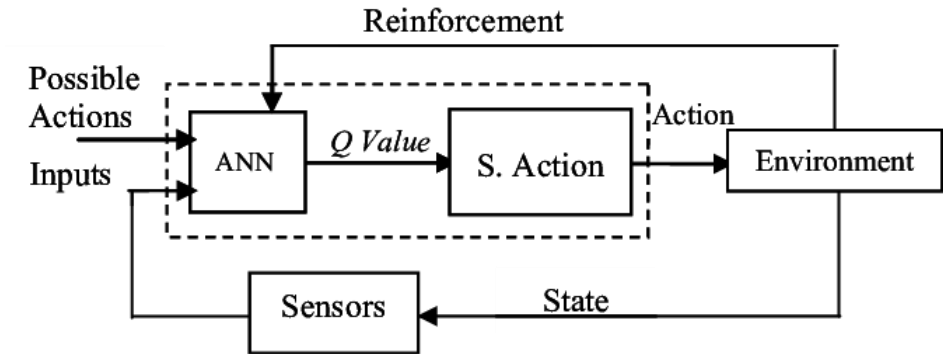 Reinforcement
Possible
Actions
Inputs
ANN
Q Value
S. Action
Action
Environment
Sensors
State